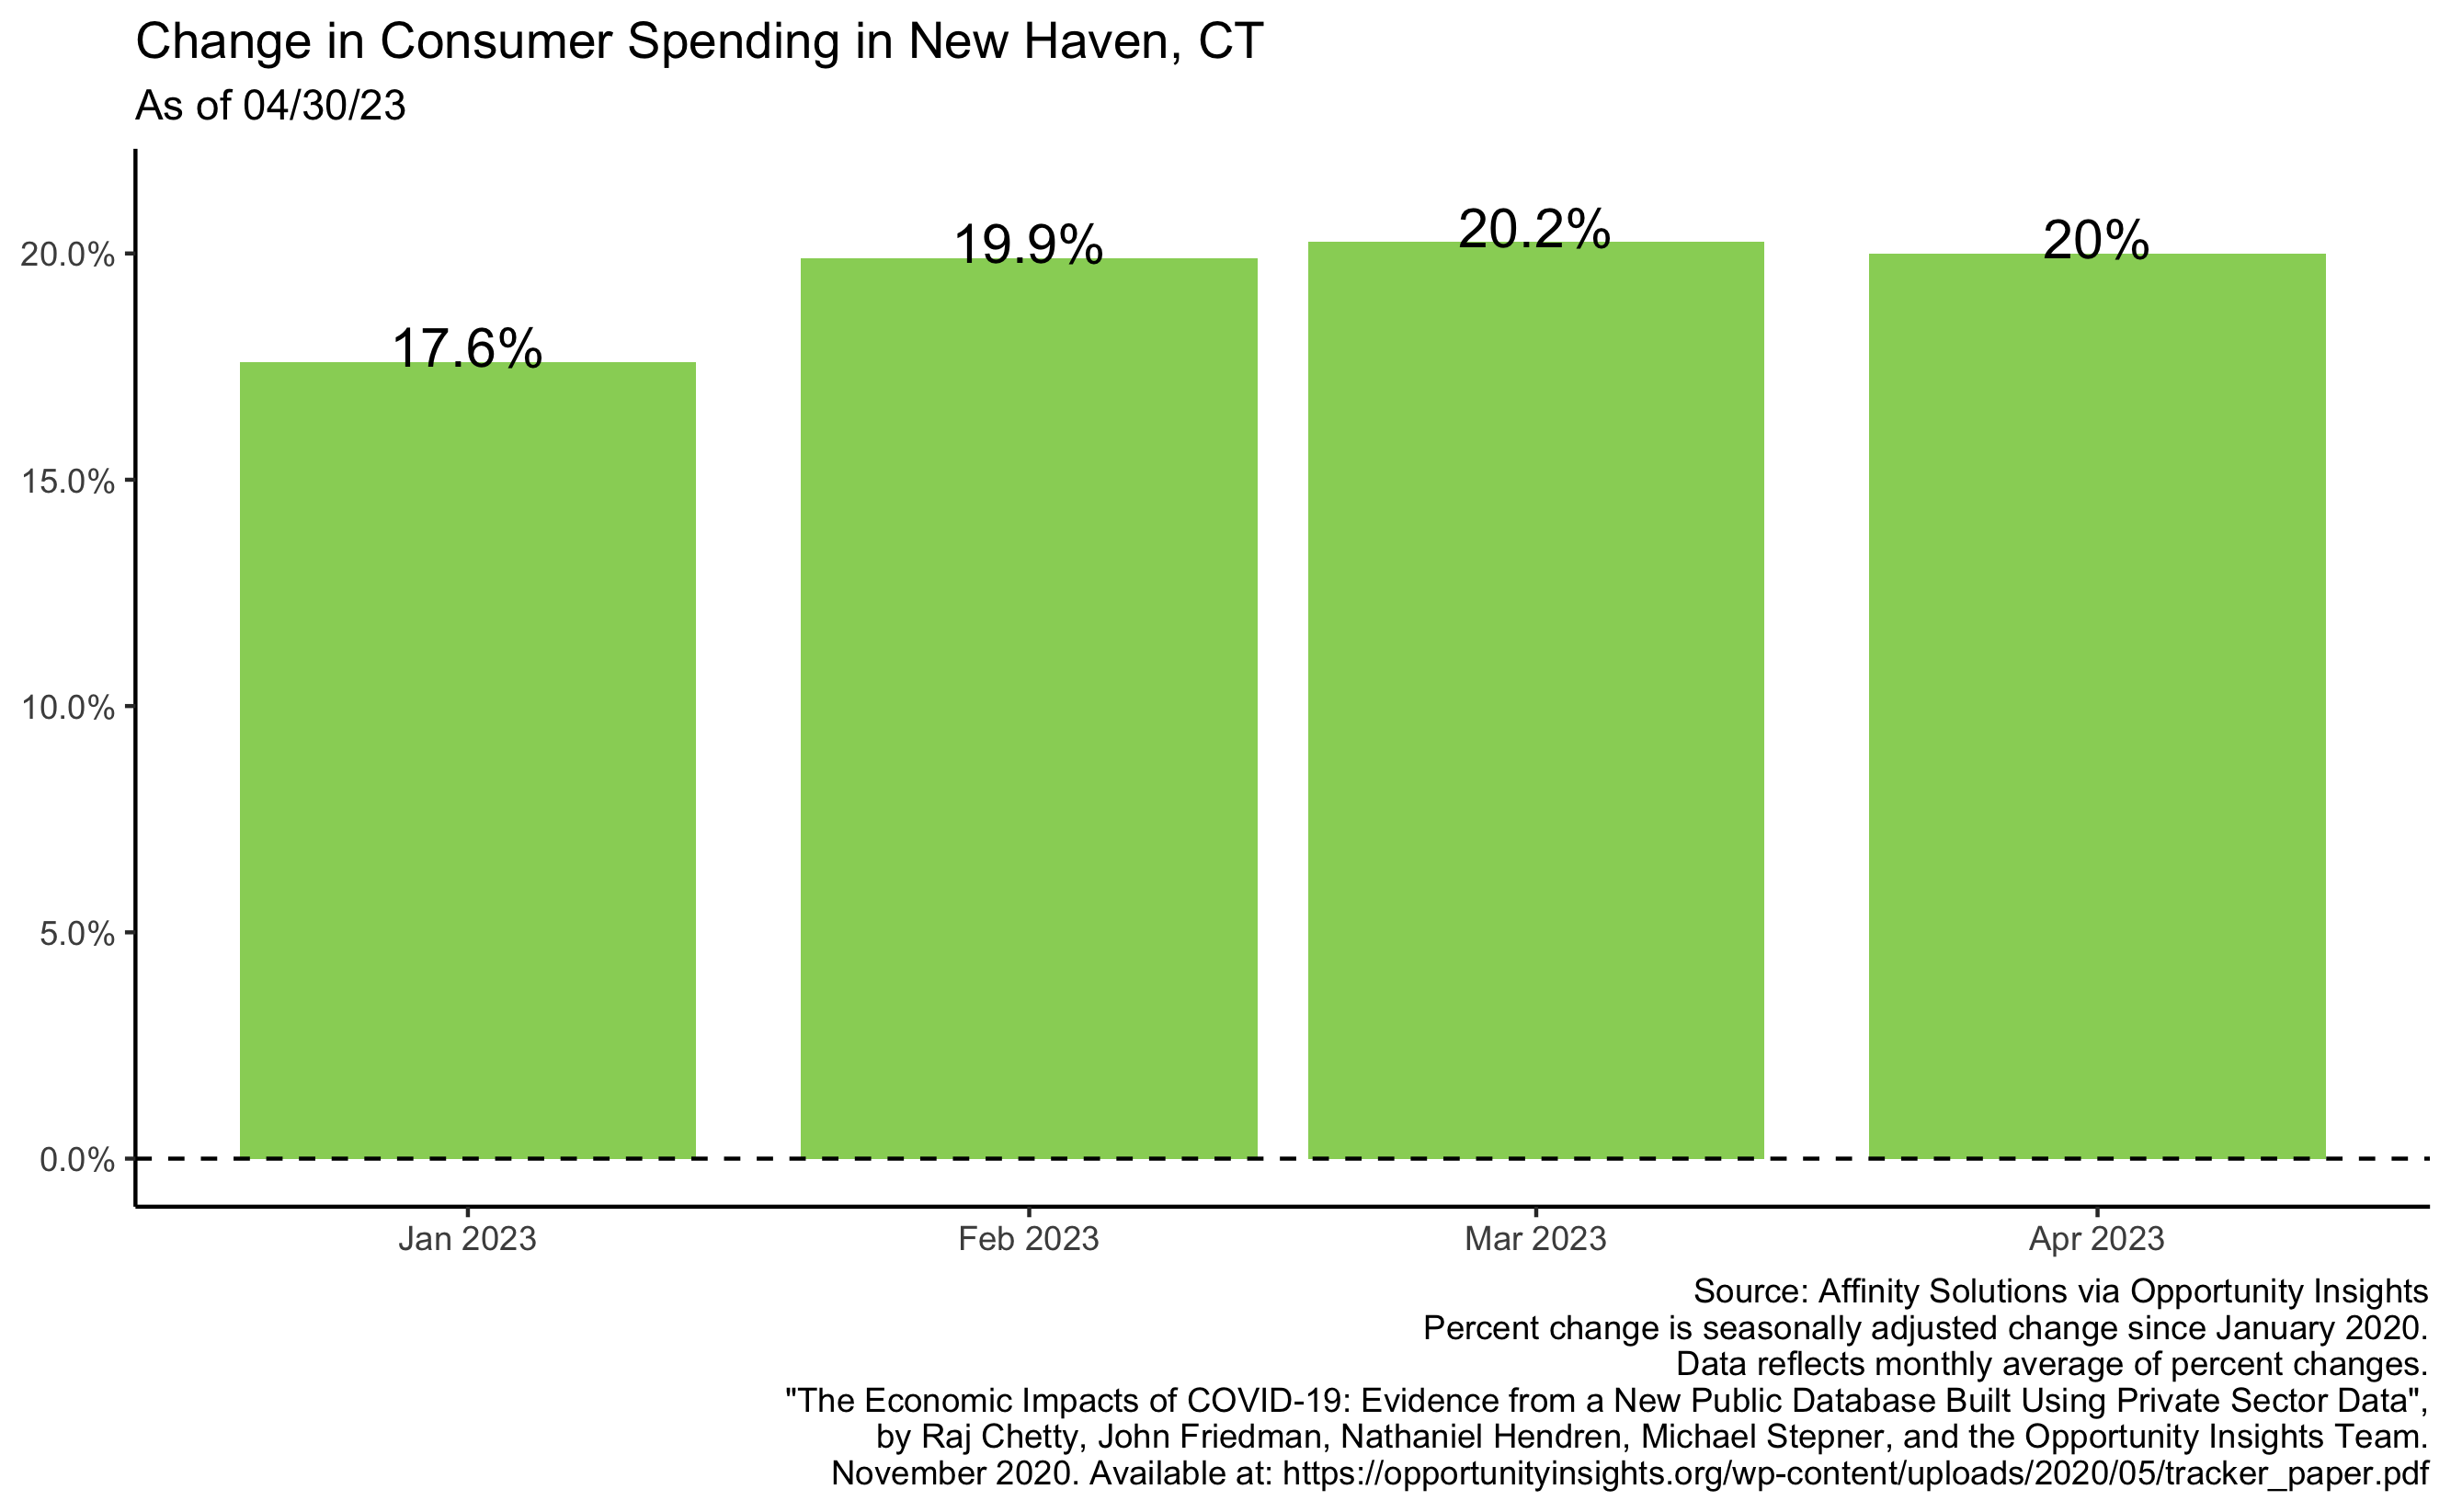 Change in Consumer Spending in New Haven, CT
As of 04/30/23
20.0%
15.0%
10.0%
5.0%
0.0%
17.6%
19.9%
20.2%
20%
Jan 2023
Feb 2023
Mar 2023
Apr 2023
Source: Affinity Solutions via Opportunity Insights
Percent change is seasonally adjusted change since January 2020.
Data reflects monthly average of percent changes.
"The Economic Impacts of COVID-19: Evidence from a New Public Database Built Using Private Sector Data",
by Raj Chetty, John Friedman, Nathaniel Hendren, Michael Stepner, and the Opportunity Insights Team.
November 2020. Available at: https://opportunityinsights.org/wp-content/uploads/2020/05/tracker_paper.pdf